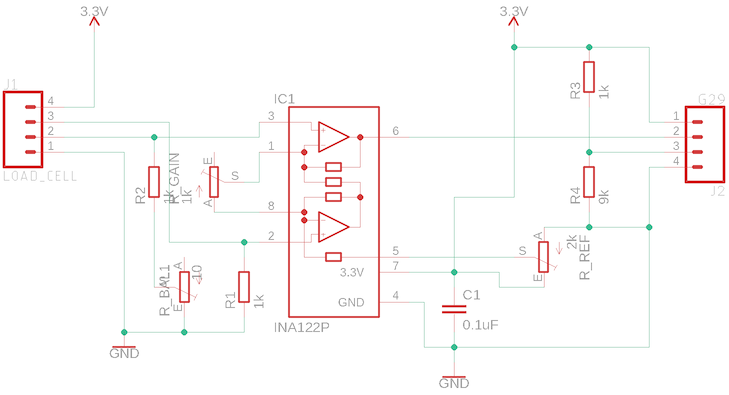 3.3V
3.3V
J1
4
3
2
1
LOAD_CELL
R2
1k
R_GAIN
1k
E
S
A
R_BAL1
10
A
E
R1
1k
GND
IC1
3
1
8
2
6
5
7
4
3.3V
GND
INA122P
C1
0.1uF
GND
R3
1k
R4
9k
A
S
E
2k
R_REF
G29
1
2
3
4
J2